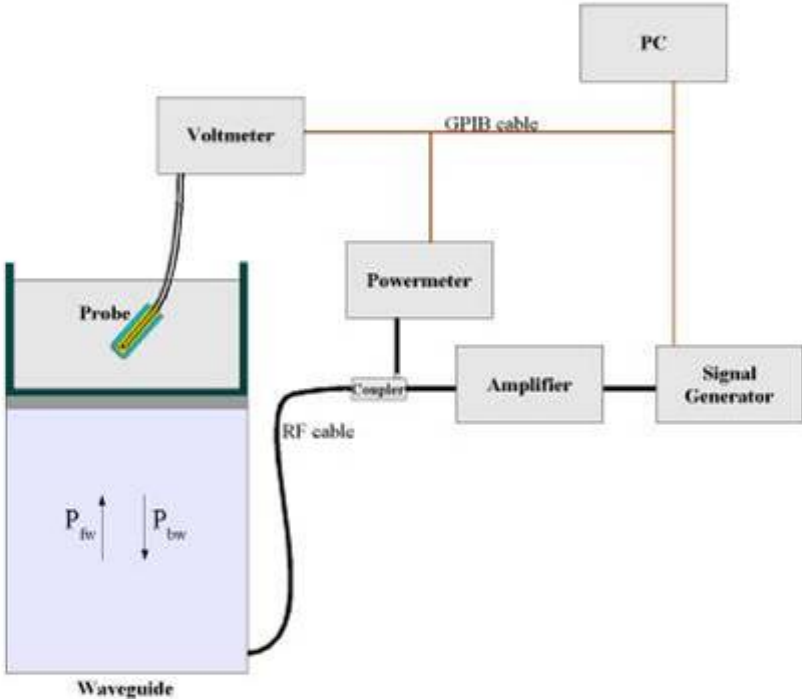 PC
Voltmeter
GPIB cable
Powermeter
Probe
Coupler
Amplifier
Signal
Generator
RF cable
P fw
P bw
Waveguide